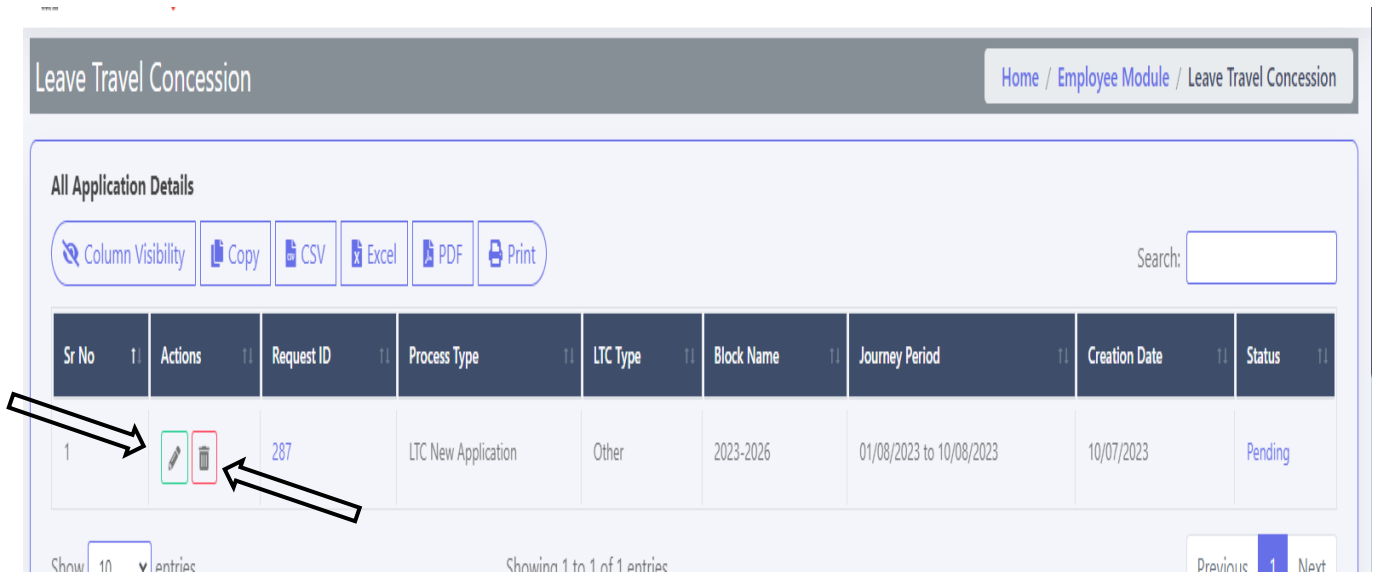 Leave Travel Concession
Home / Employee Module / Leave Travel Concession
All Application Details
Column Visibility Copy CSV Excel PDF Print
Search:
Sr No Actions Request ID Process Type LTC Type Block Name Journey Period Creation Date Status
1 287 LTC New Application Other 2023-2026 01/08/2023 to 10/08/2023 10/07/2023 Pending
Show 10 entries Showing 1 to 1 of 1 entries Previous 1 Next